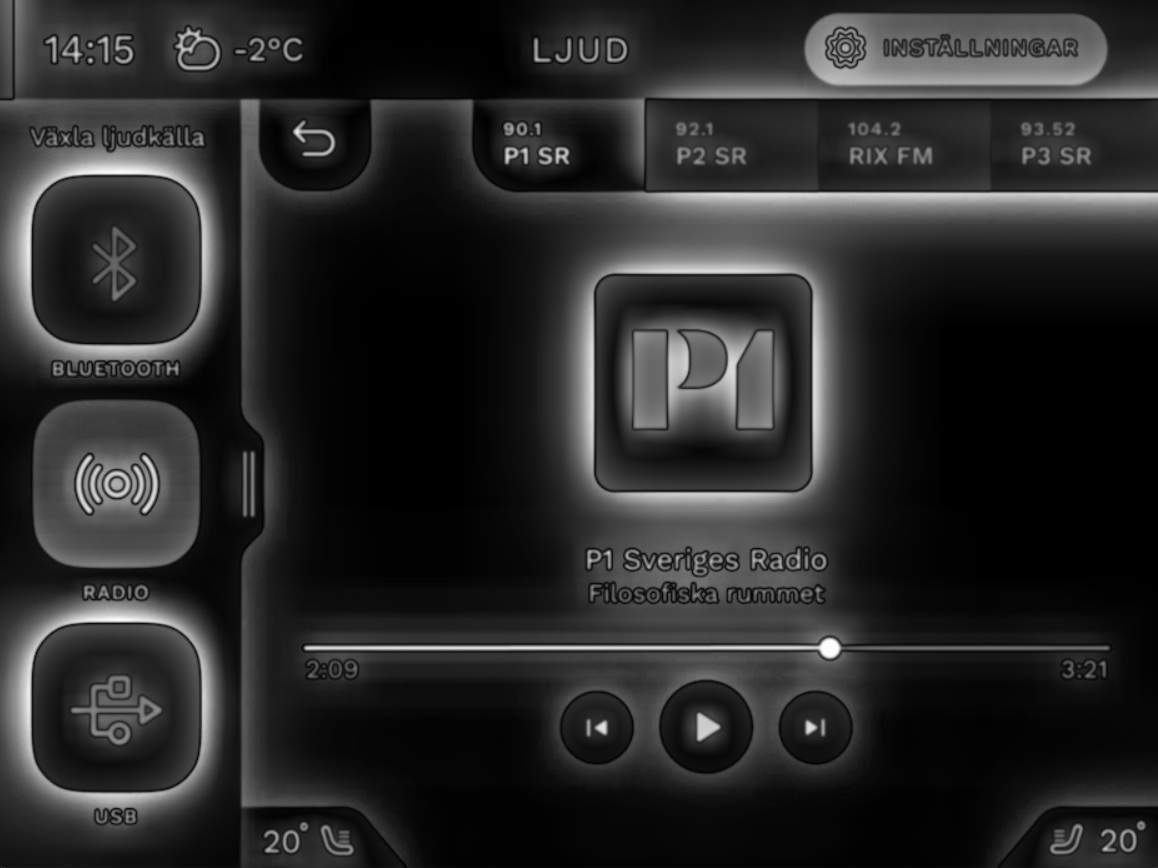 14:15 -2°C LJUD INSTÄLLNINGAR
Växla ljudkälla
90.1 92.1 104.2 93.52
P1 SR P2 SR RIX FM P3 SR
BLUETOOTH
P1
RADIO
P1 Sveriges Radio
Filosofiska rummet
2:09 3:21
USB
20° 20°